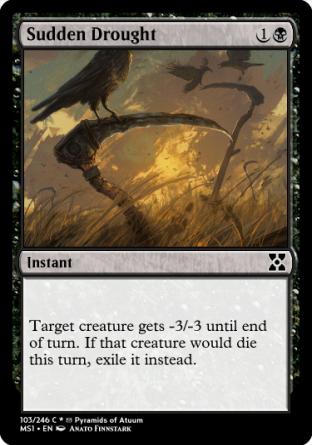 Sudden Drought 1
Instant
Target creature gets -3/-3 until end
of turn. If that creature would die
this turn, exile it instead.
103/246 C * Pyramids of Atuum
MS1 • EN Anato Finnstark